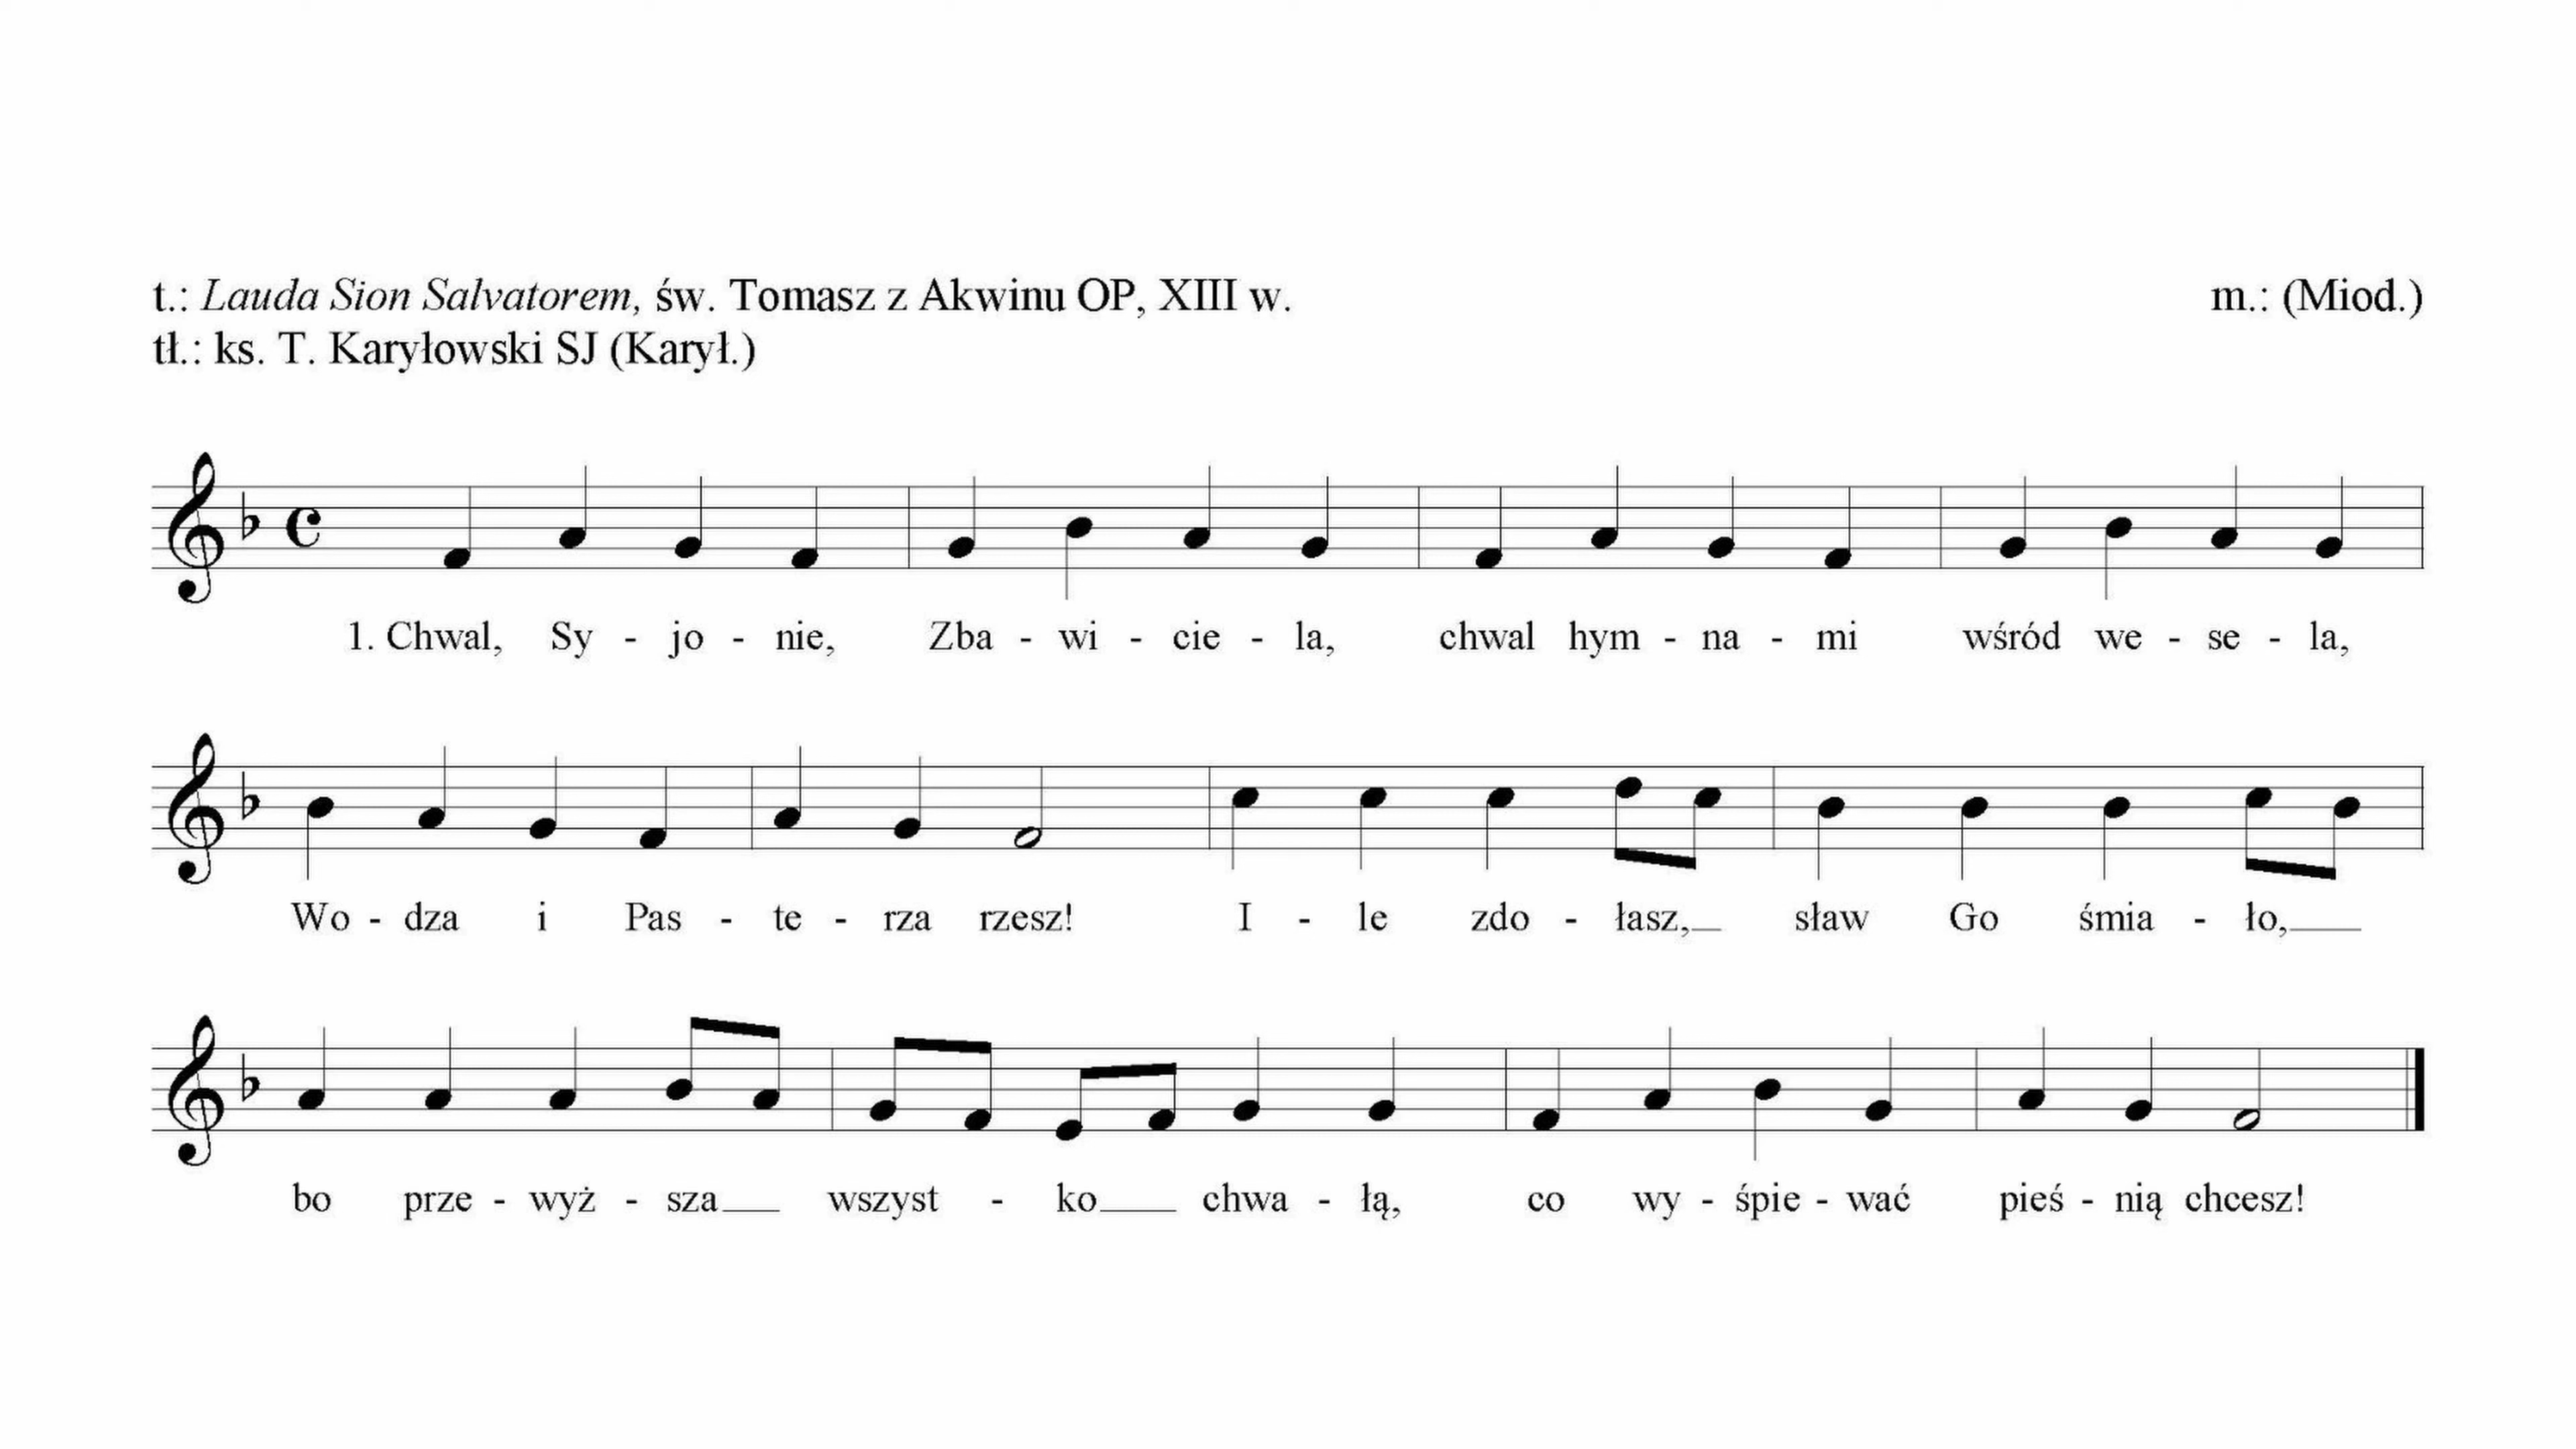 t.: Lauda Sion Salvatorem, św. Tomasz z Akwinu OP, XIII w. m.: (Miod.)
tł.: ks. T. Karyłowski SJ (Karył.)
1. Chwal, Sy - jo - nie, Zba - wi - cie - la, chwal hym - na - mi wśród we - se - la,
Wo - dza i Pas - te - rza rzesz! I - le zdo - łasz, sław Go śmia - ło,
bo prze - wyż - sza wszyst - ko chwa - łą, co wy - śpie - wać pieś - nią chcesz!